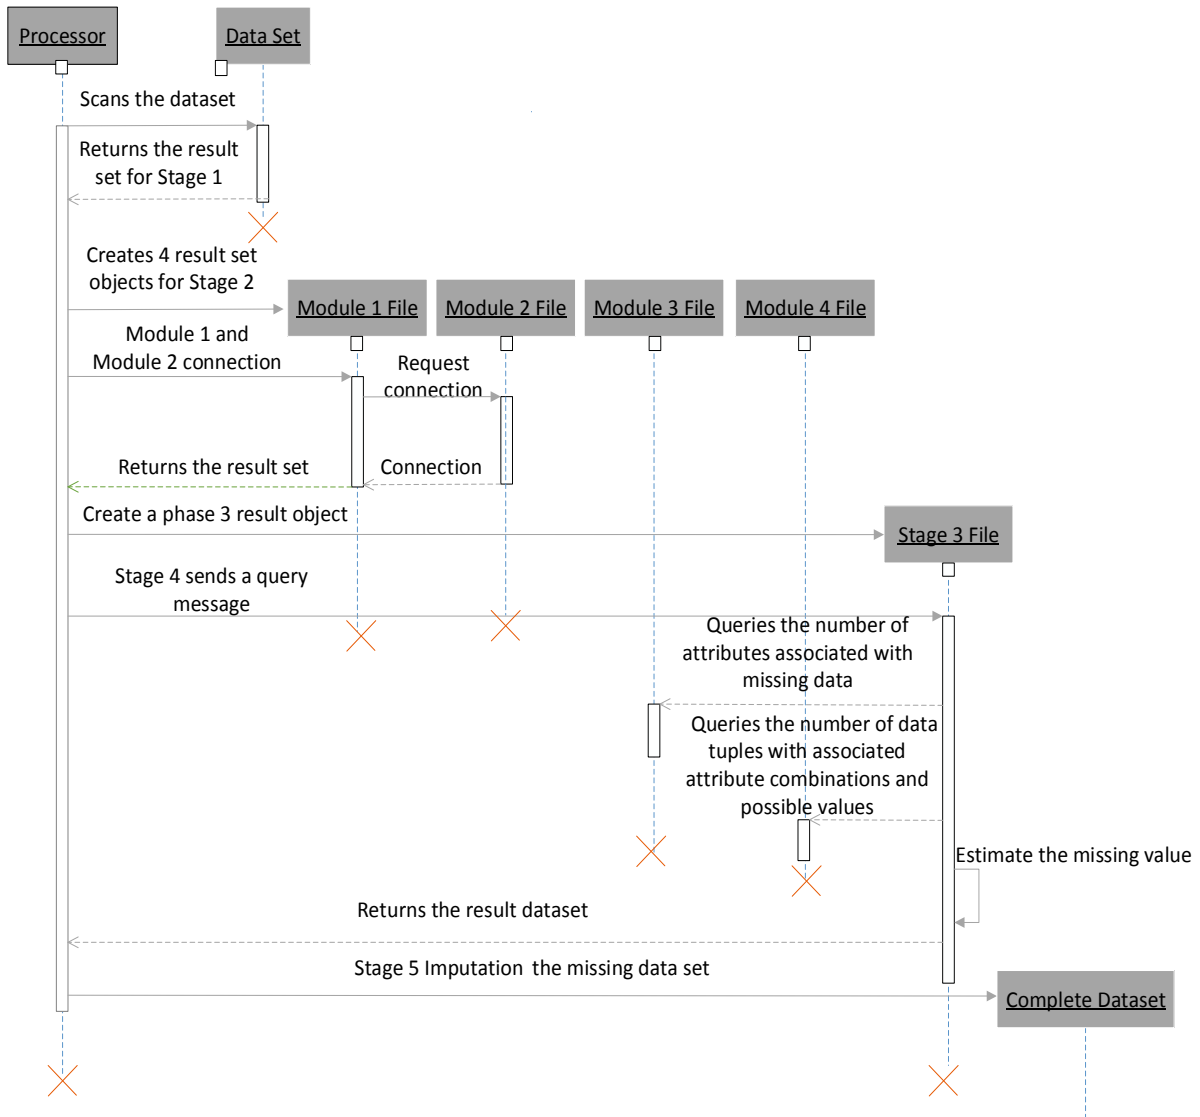 Processor
Data Set
Scans the dataset
Returns the result
set for Stage 1
Creates 4 result set
objects for Stage 2
Module 1 File
Module 2 File
Module 3 File
Module 4 File
Module 1 and
Module 2 connection
Request
connection
Returns the result set
Connection
Create a phase 3 result object
Stage 3 File
Stage 4 sends a query
message
Queries the number of
attributes associated with
missing data
Queries the number of data
tuples with associated
attribute combinations and
possible values
Estimate the missing value
Returns the result dataset
Stage 5 Imputation the missing data set
Complete Dataset